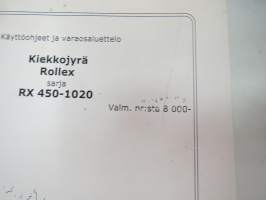 Käyttöohjeet ja varaosaluettelo
Kiekkojyrä
Rollex
sarja
RX 450-1020
Valm. nr:sta 8 000-